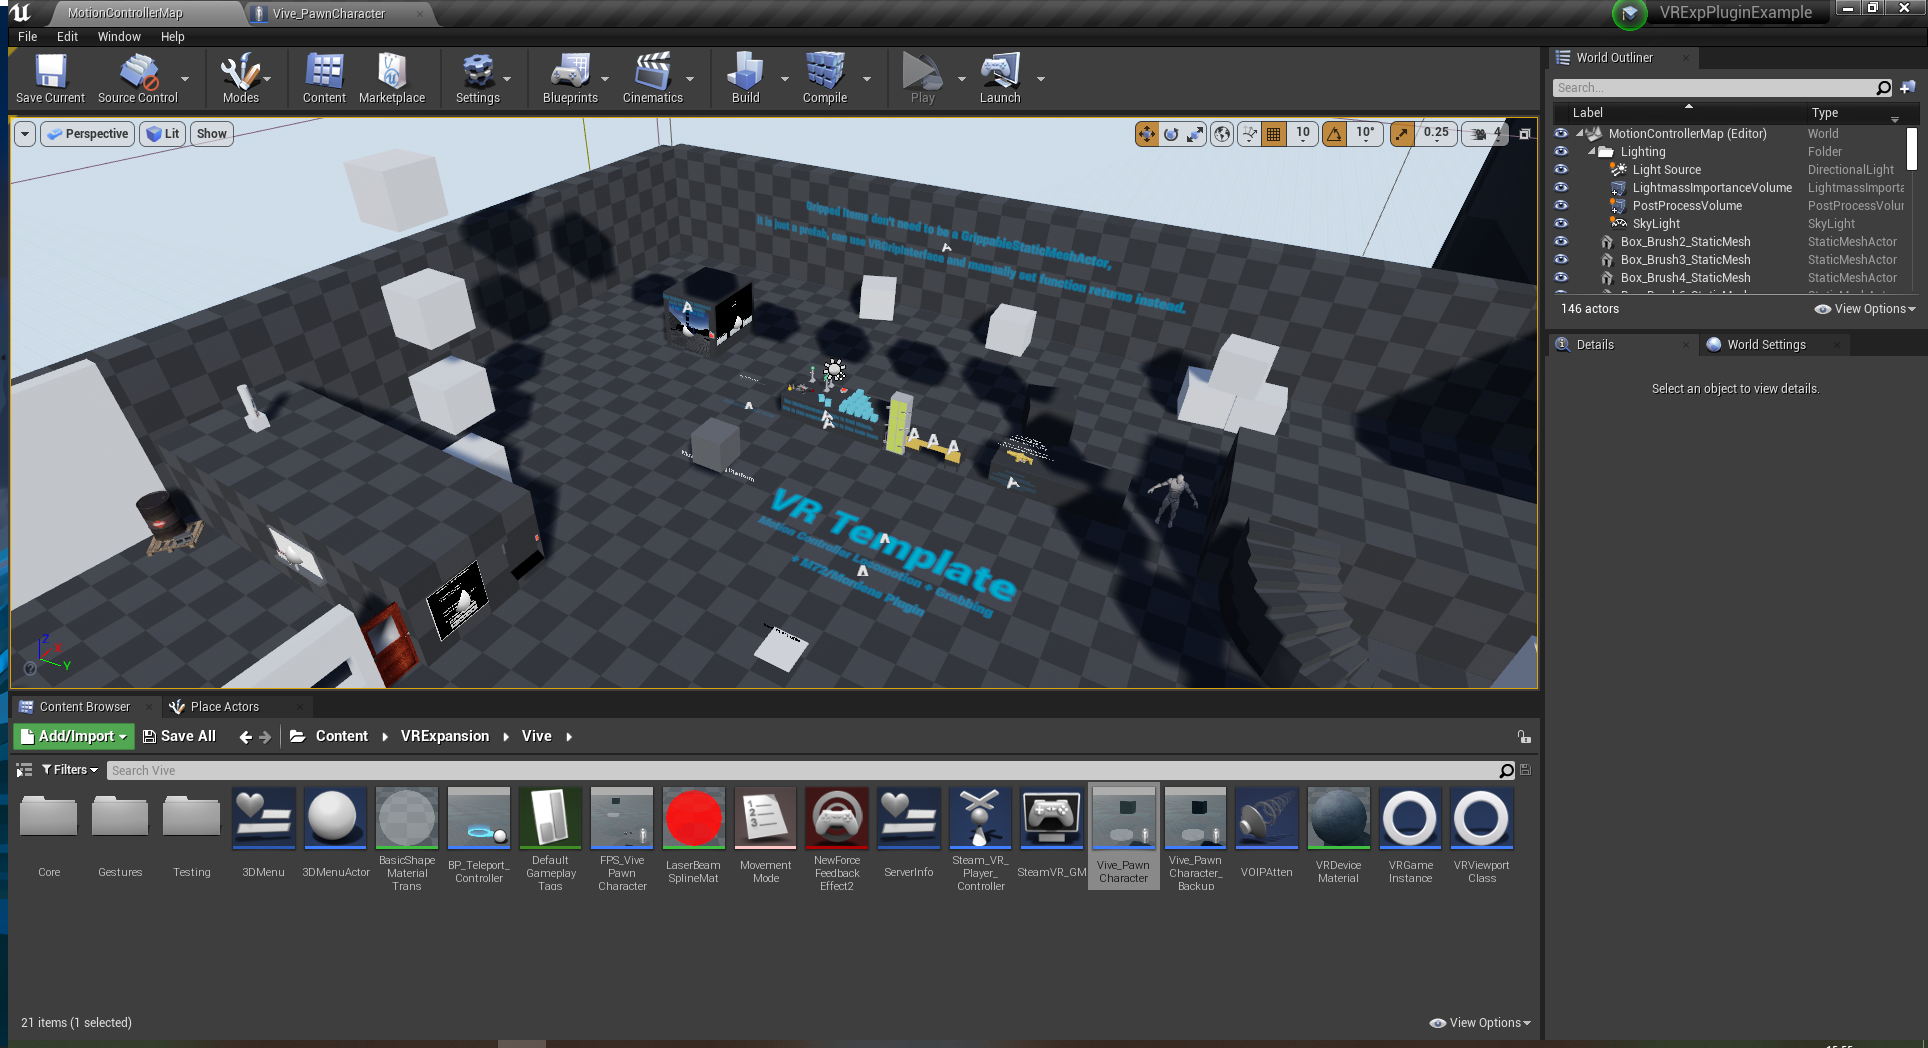 MotionControllerMap
Vive_PawnCharacter
VRExpPluginExample
File Edit Window Help
Save Current
Source Control
Modes
Content
Marketplace
Settings
Blueprints
Cinematics
Build
Compile
Play
Launch
Perspective
Lit
Show
10
10°
0.25
4
Gripped Items don't need to be a GrippableStaticMeshActor,
It is just a prefab, can use VRGripInterface and manually set function returns instead.
VR Template
Motion Controller Locomotion + Grabbing
+ M72/Mordens Plugin
Z
X
Y
World Outliner
Search...
Label Type
MotionControllerMap (Editor) World
Lighting Folder
Light Source DirectionalLight
LightmassImportanceVolume LightmassImporta
PostProcessVolume PostProcessVolur
SkyLight SkyLight
Box_Brush2_StaticMesh StaticMeshActor
Box_Brush3_StaticMesh StaticMeshActor
Box_Brush4_StaticMesh StaticMeshActor
146 actors
View Options
Details
World Settings
Select an object to view details.
Content Browser
Place Actors
Add/Import
Save All
Content
VRExpansion
Vive
Filters
Search Vive
Core
Gestures
Testing
3DMenu
3DMenuActor
BasicShape
Material
Trans
BP_Teleport_
Controller
Default
Gameplay
Tags
FPS_Vive
Pawn
Character
LaserBeam
SplineMat
Movement
Mode
NewForce
Feedback
Effect2
ServerInfo
Steam_VR_
Player_
Controller
SteamVR_GM
Vive_Pawn
Character
Vive_Pawn
Character_
Backup
VOIPAtten
VRDevice
Material
VRGame
Instance
VRViewport
Class
21 items (1 selected)
View Options